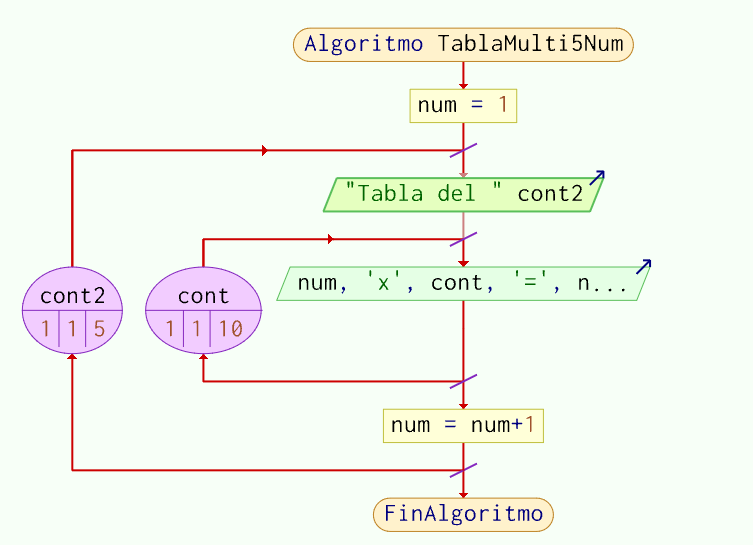 Algoritmo TablaMulti5Num
num = 1
"Tabla del " cont2
num, 'x', cont, '=', n...
cont2
1 1 5
cont
1 1 10
num = num+1
FinAlgoritmo